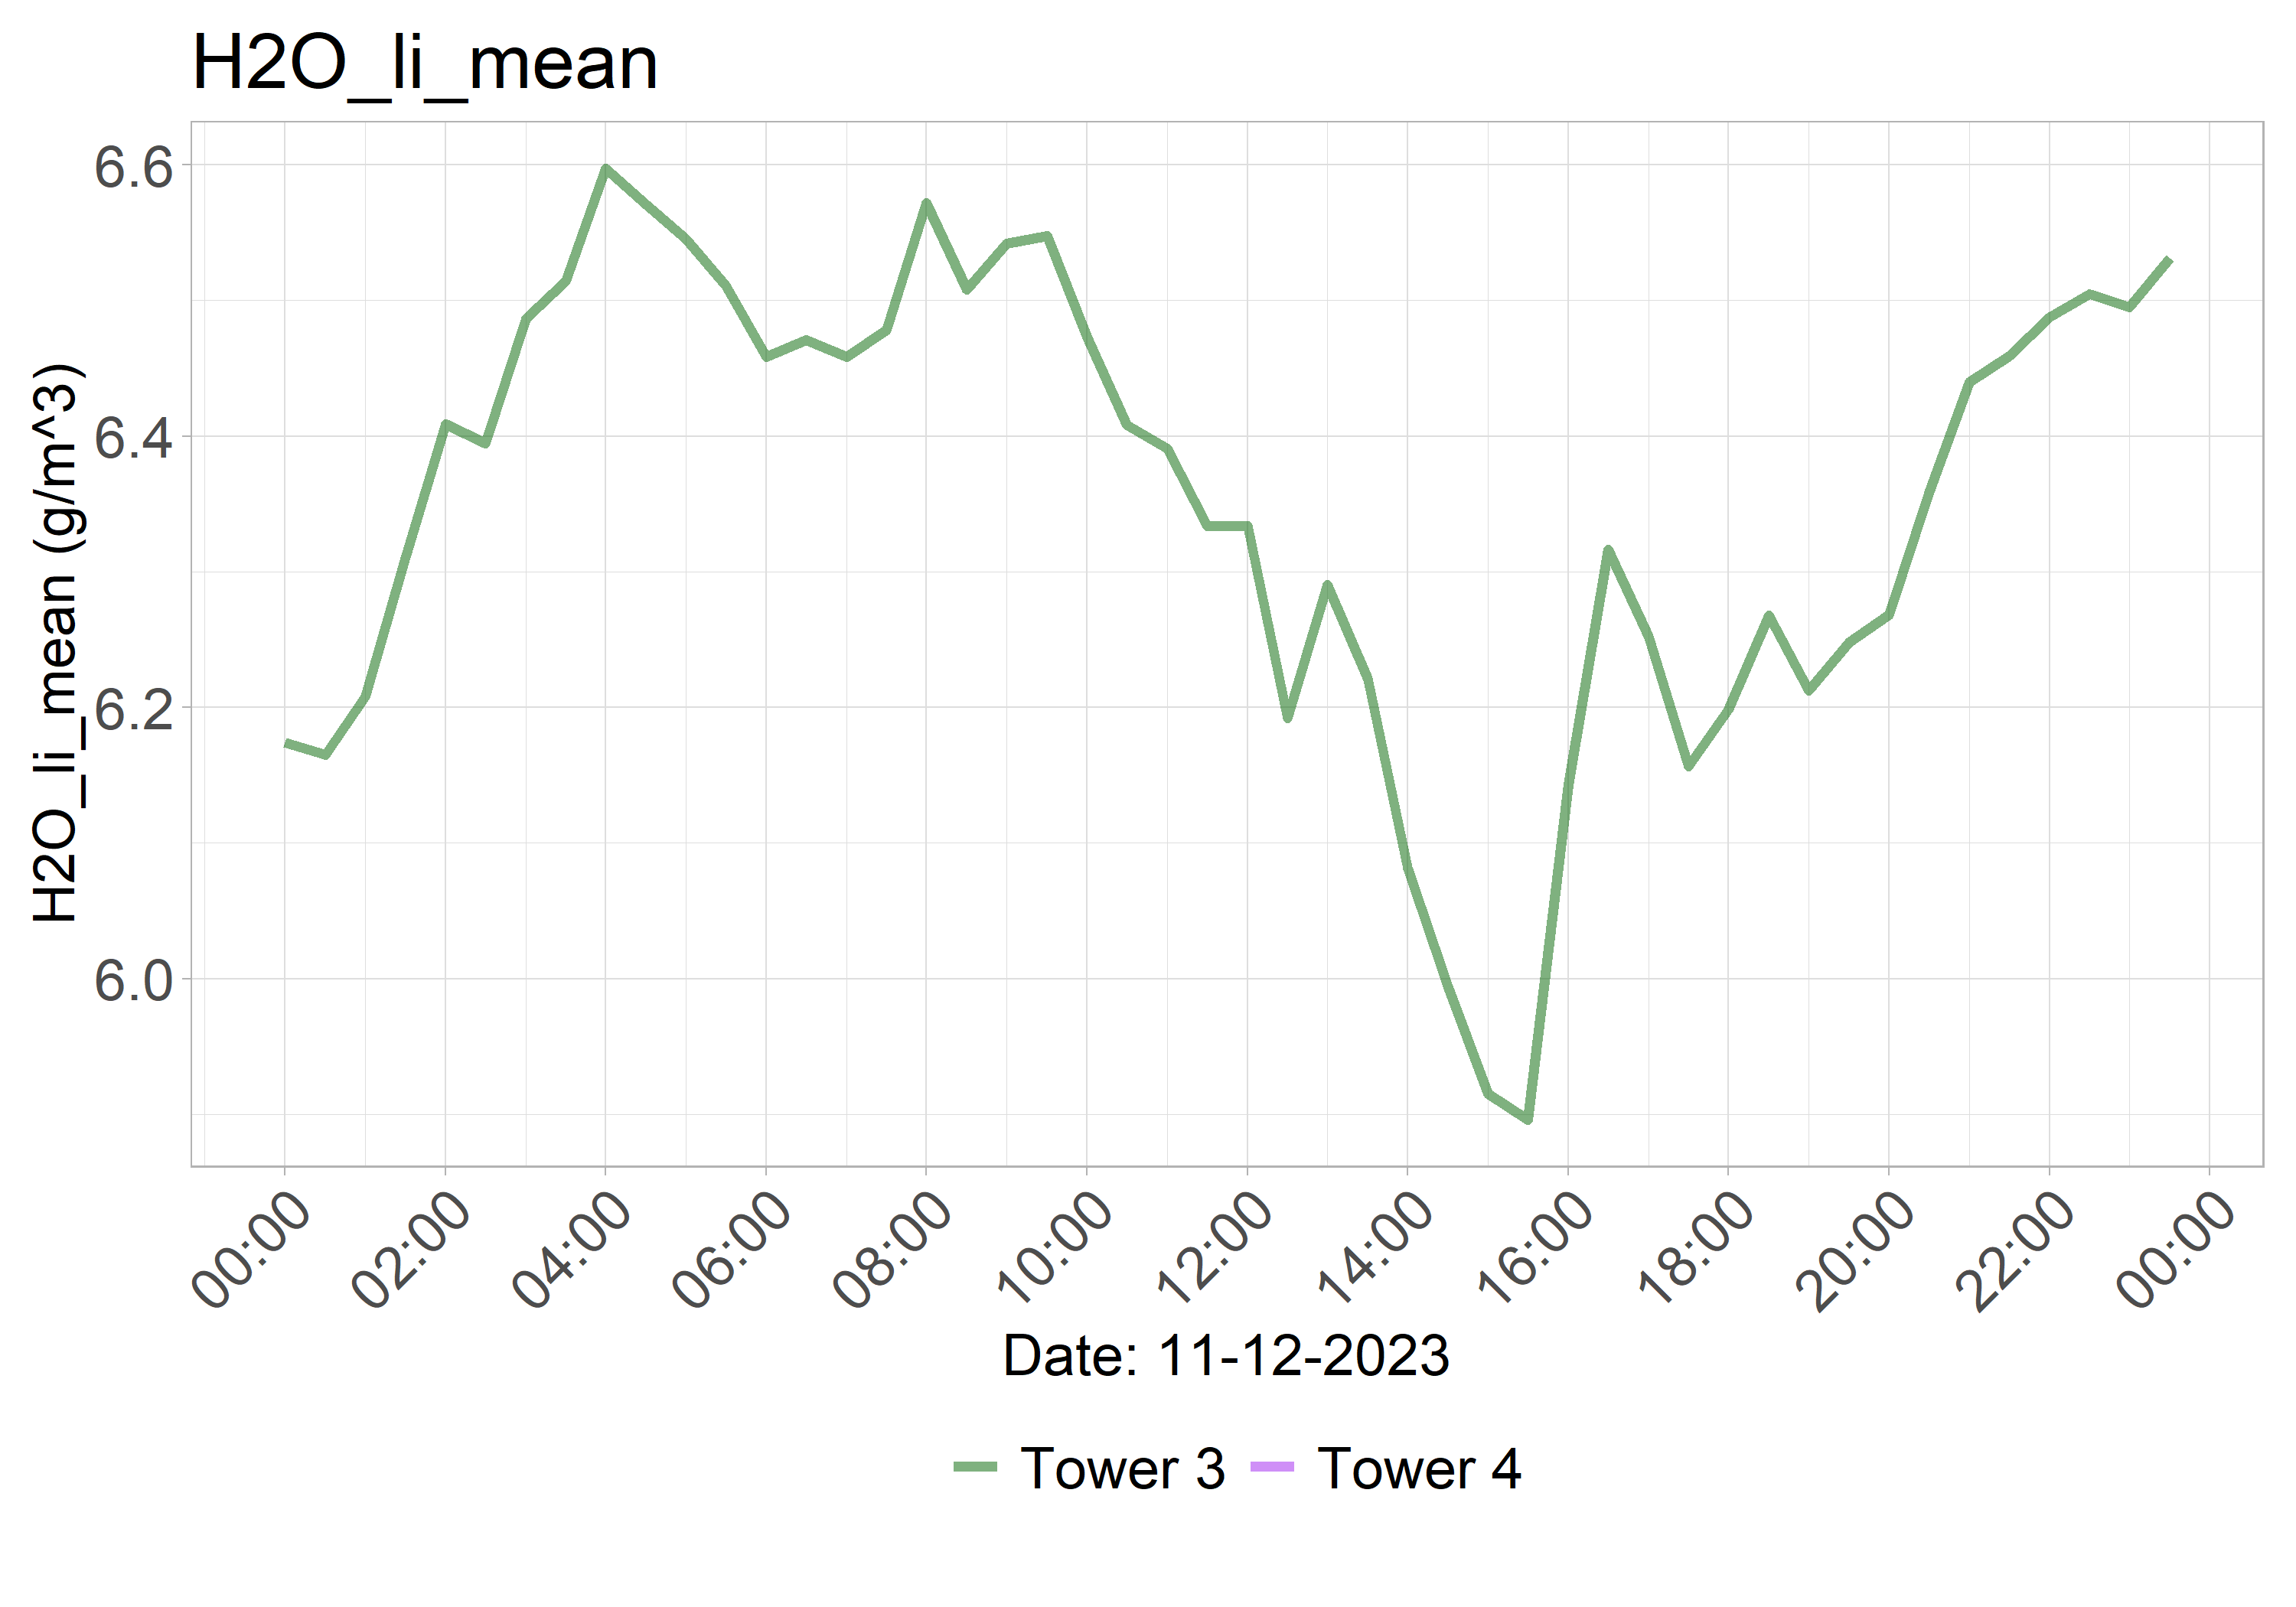 H2O_li_mean
H2O_li_mean (g/m^3)
6.6
6.4
6.2
6.0
00:00 02:00 04:00 06:00 08:00 10:00 12:00 14:00 16:00 18:00 20:00 22:00 00:00
Date: 11-12-2023
Tower 3 Tower 4